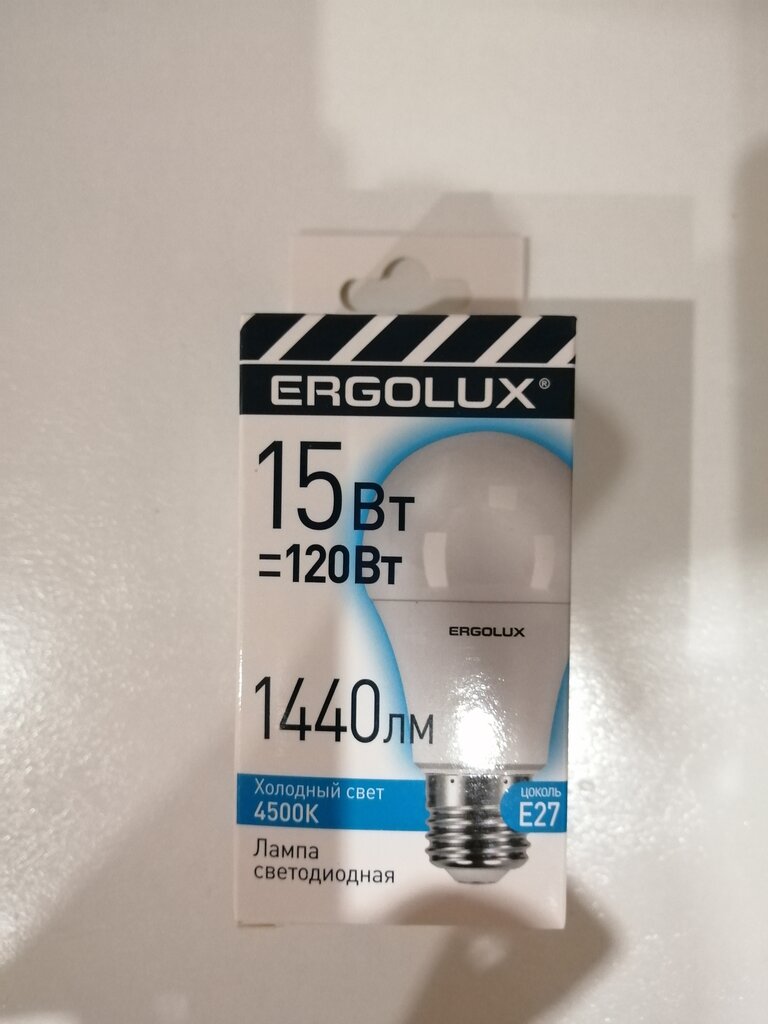 ERGOLUX®
15Вт
=120Вт
ERGOLUX
1440лм
Холодный свет
4500K
цоколь
E27
Лампа
светодиодная